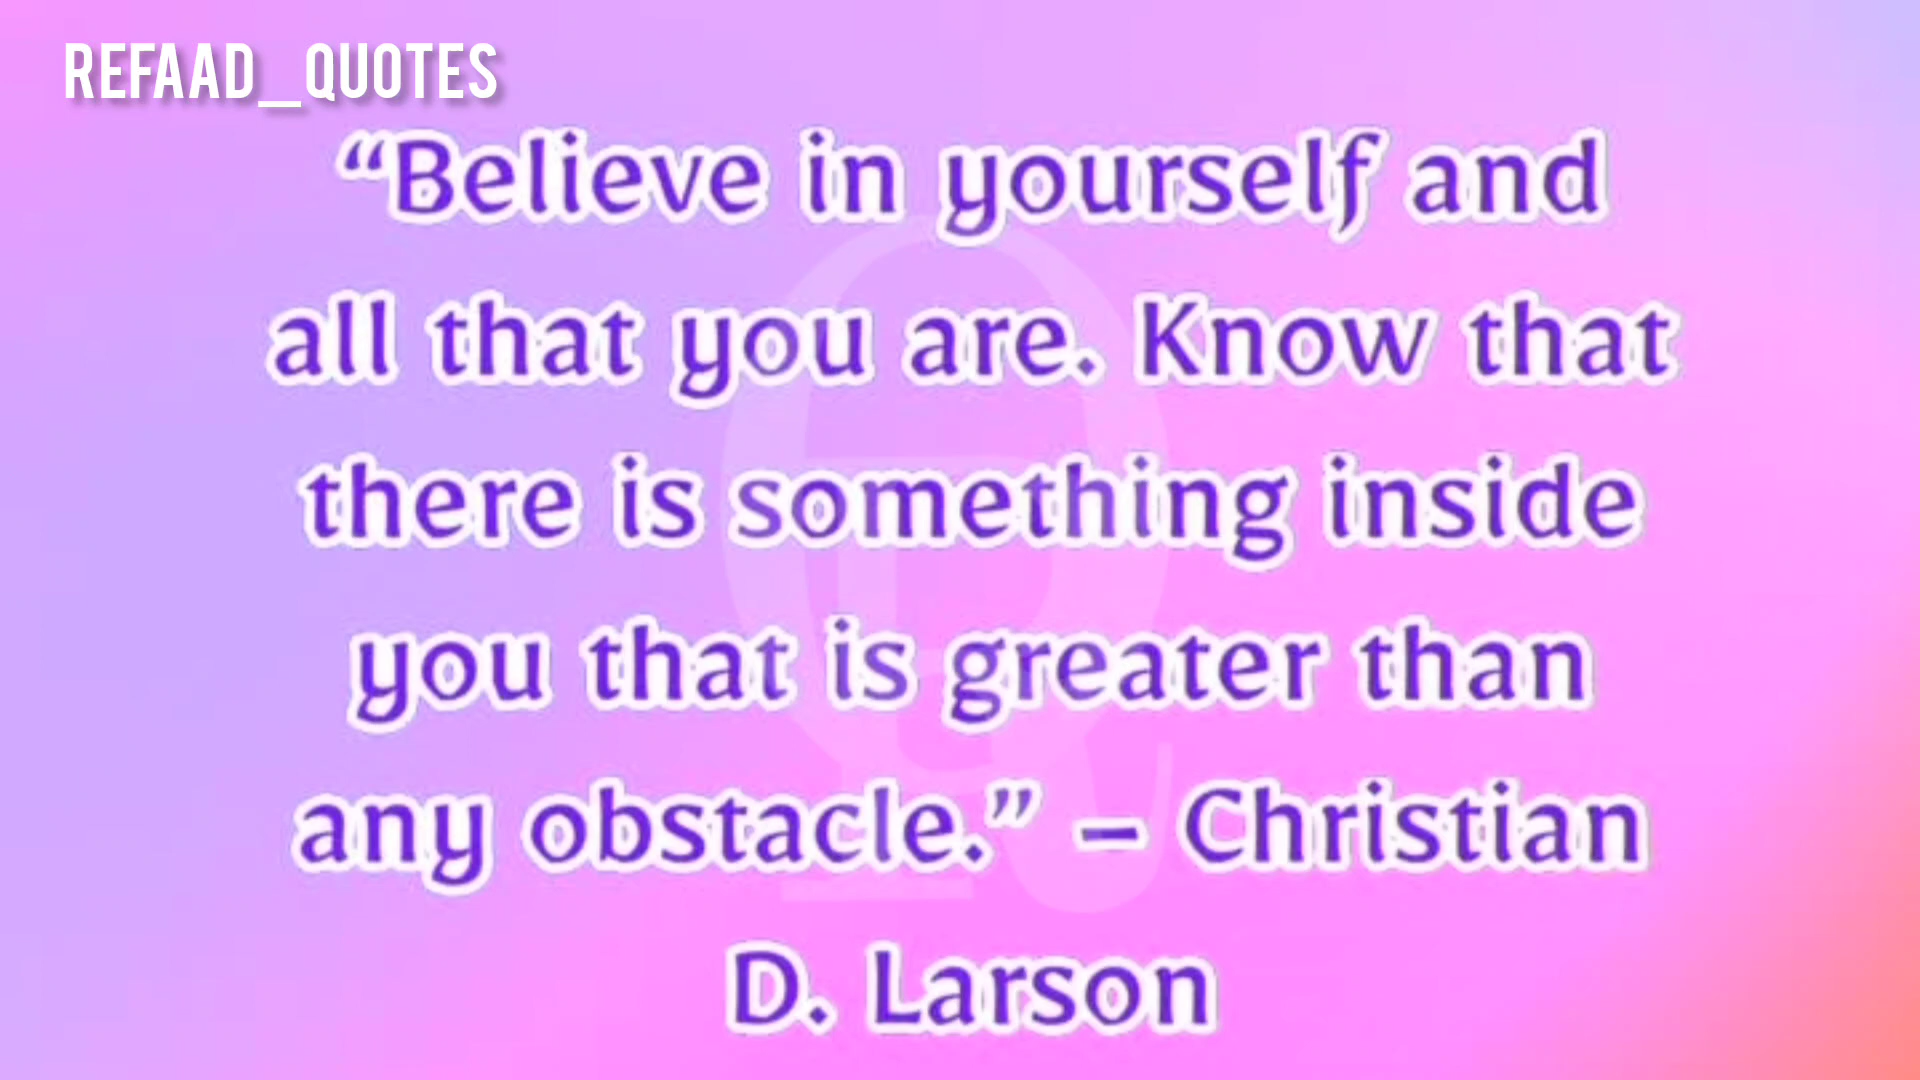 REFAAD_QUOTES
“Believe in yourself and
all that you are. Know that
there is something inside
you that is greater than
any obstacle.” – Christian
D. Larson